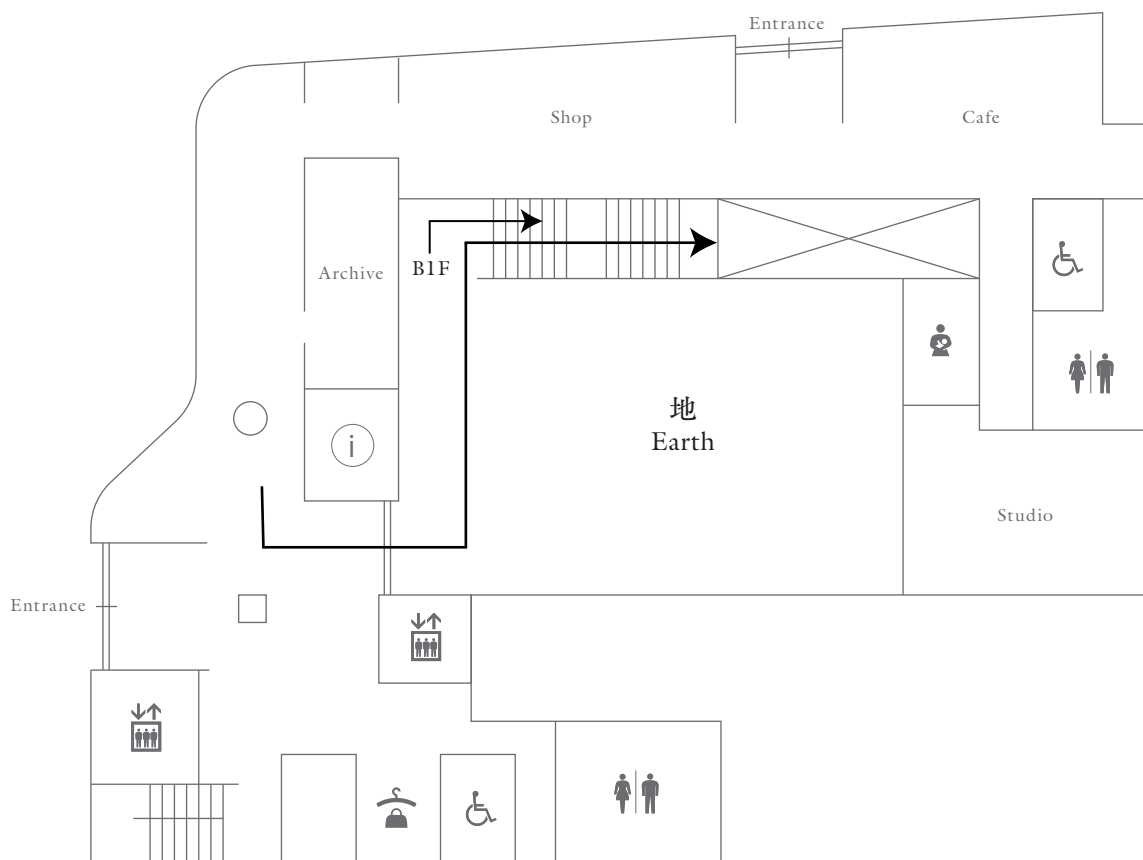 Entrance
Shop
Cafe
Archive
B1F
地
Earth
i
Studio
Entrance